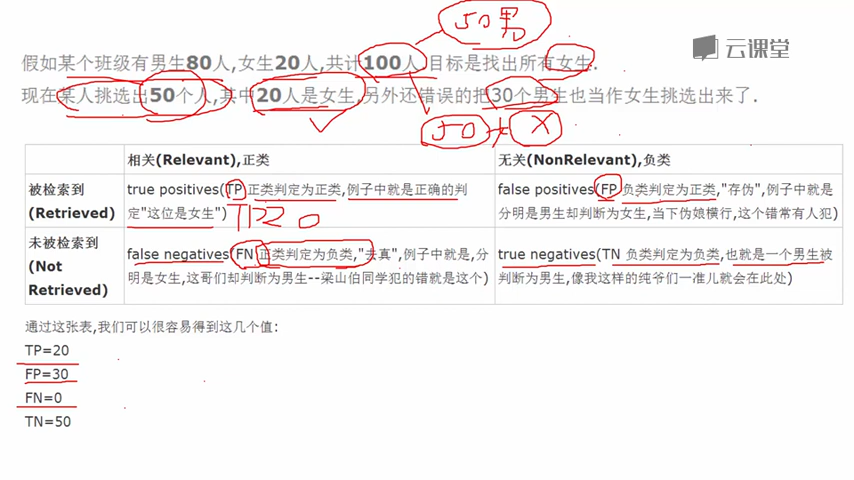 50男
云课堂
假如某个班级有男生80人,女生20人,共计100人.目标是找出所有女生.
现在某人挑选出50个人,其中20人是女生,另外还错误的把30个男生也当作女生挑选出来了.
50女 X
相关(Relevant),正类
无关(NonRelevant),负类
被检索到
(Retrieved)
true positives(TP 正类判定为正类,例子中就是正确的判
定"这位是女生")
TP20
false positives(FP 负类判定为正类,"存伪",例子中就是
分明是男生却判断为女生,当下伪娘横行,这个错常有人犯)
未被检索到
(Not
Retrieved)
false negatives(FN 正类判定为负类,"去真",例子中就是,分
明是女生,这哥们却判断为男生--梁山伯同学犯的错就是这个)
true negatives(TN 负类判定为负类,也就是一个男生被
判断为男生,像我这样的纯爷们一准儿就会在此处)
通过这张表,我们可以很容易得到这几个值:
TP=20
FP=30
FN=0
TN=50